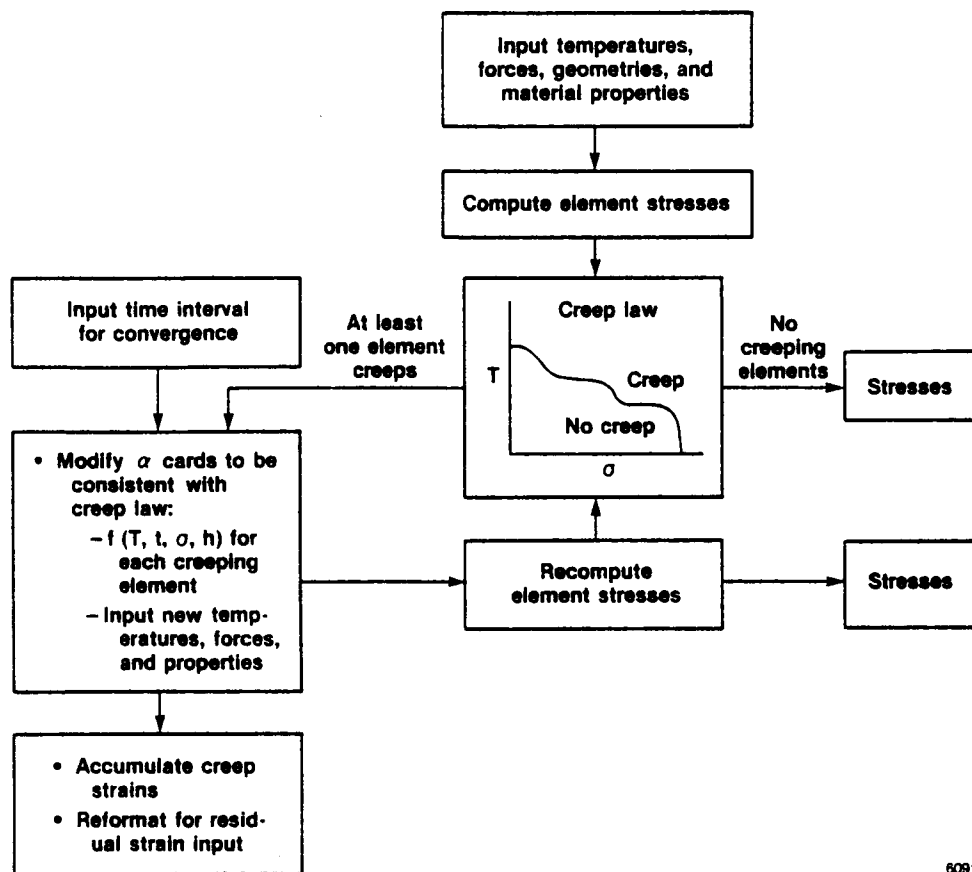 Input temperatures,
forces, geometries, and
material properties
Compute element stresses
Input time interval
for convergence
At least
one element
creeps
Creep law
T
Creep
No creep
σ
No
creeping
elements
Stresses
• Modify α cards to be
consistent with
creep law:
– f (T, t, σ, h) for
each creeping
element
– Input new temp-
eratures, forces,
and properties
Recompute
element stresses
Stresses
• Accumulate creep
strains
• Reformat for resid-
ual strain input
609